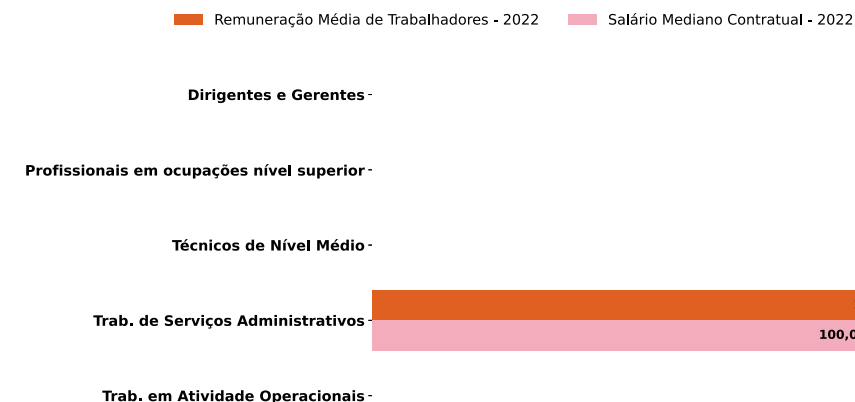 Remuneração Média de Trabalhadores - 2022 Salário Mediano Contratual - 2022
Dirigentes e Gerentes
Profissionais em ocupações nível superior
Técnicos de Nível Médio
Trab. de Serviços Administrativos
100,0
Trab. em Atividade Operacionais